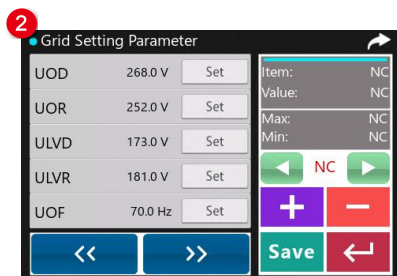 2
Grid Setting Parameter
UOD 268.0 V Set
UOR 252.0 V Set
ULVD 173.0 V Set
ULVR 181.0 V Set
UOF 70.0 Hz Set
<< >>
Item: NC
Value: NC
Max: NC
Min: NC
NC
+ −
Save